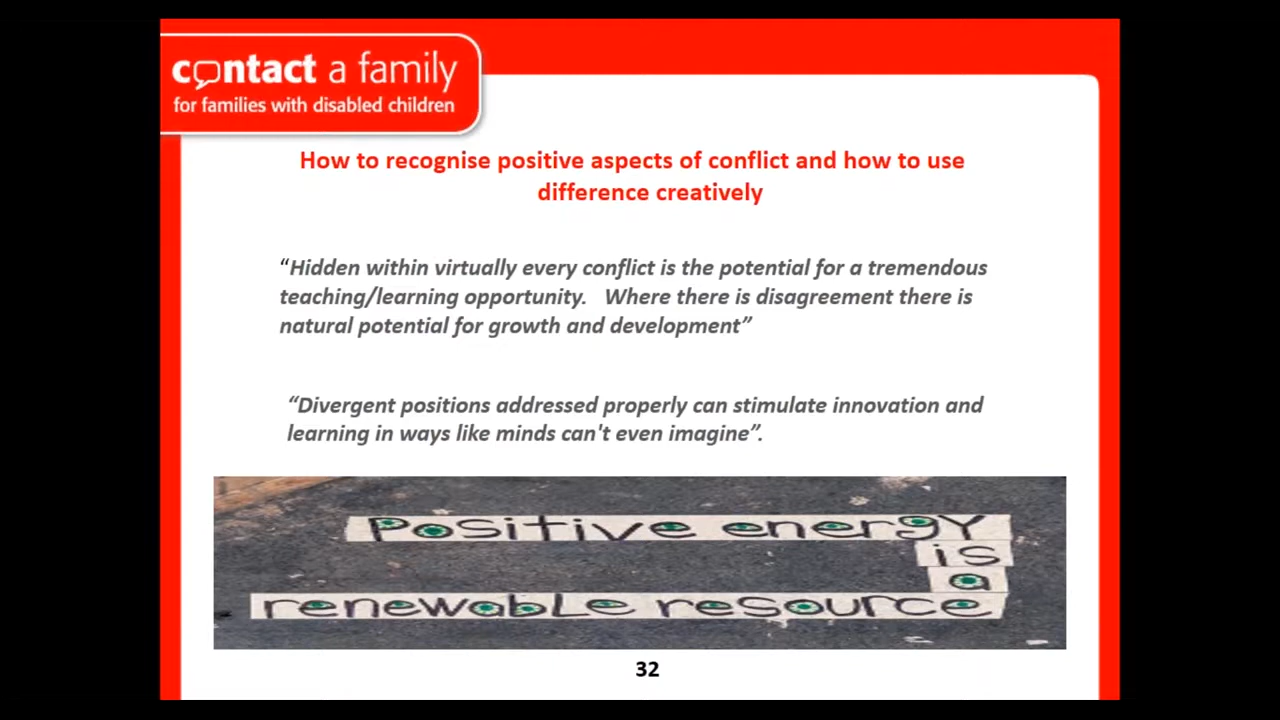 contact a family
for families with disabled children
How to recognise positive aspects of conflict and how to use
difference creatively
“Hidden within virtually every conflict is the potential for a tremendous
teaching/learning opportunity. Where there is disagreement there is
natural potential for growth and development”
“Divergent positions addressed properly can stimulate innovation and
learning in ways like minds can't even imagine”.
Positive energy
is
a
renewable resource
32